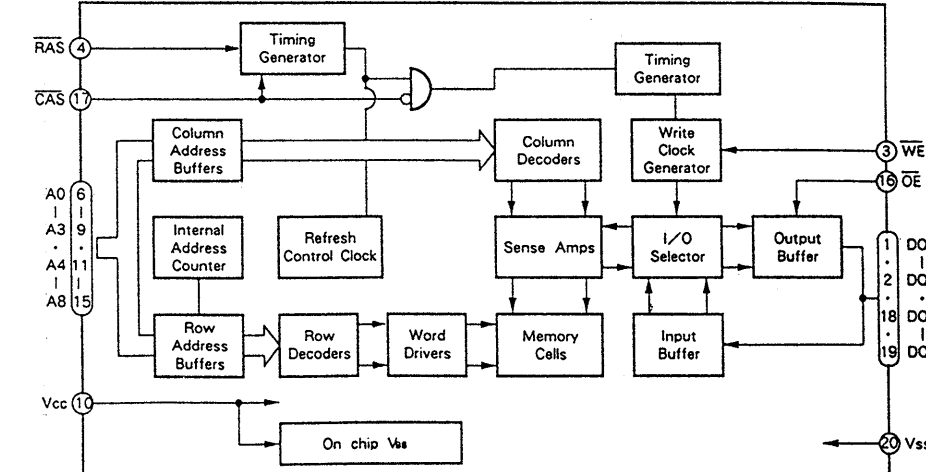 RAS
4
Timing
Generator
Timing
Generator
CAS
17
Column
Address
Buffers
Column
Decoders
Write
Clock
Generator
3
WE
16
OE
A0
6
|
|
A3
9
·
·
A4
11
|
|
A8
15
Internal
Address
Counter
Refresh
Control Clock
Sense Amps
I/O
Selector
Output
Buffer
1
·
2
·
18
·
19
Row
Address
Buffers
Row
Decoders
Word
Drivers
Memory
Cells
Input
Buffer
Vcc
10
On chip VBB
20
Vss